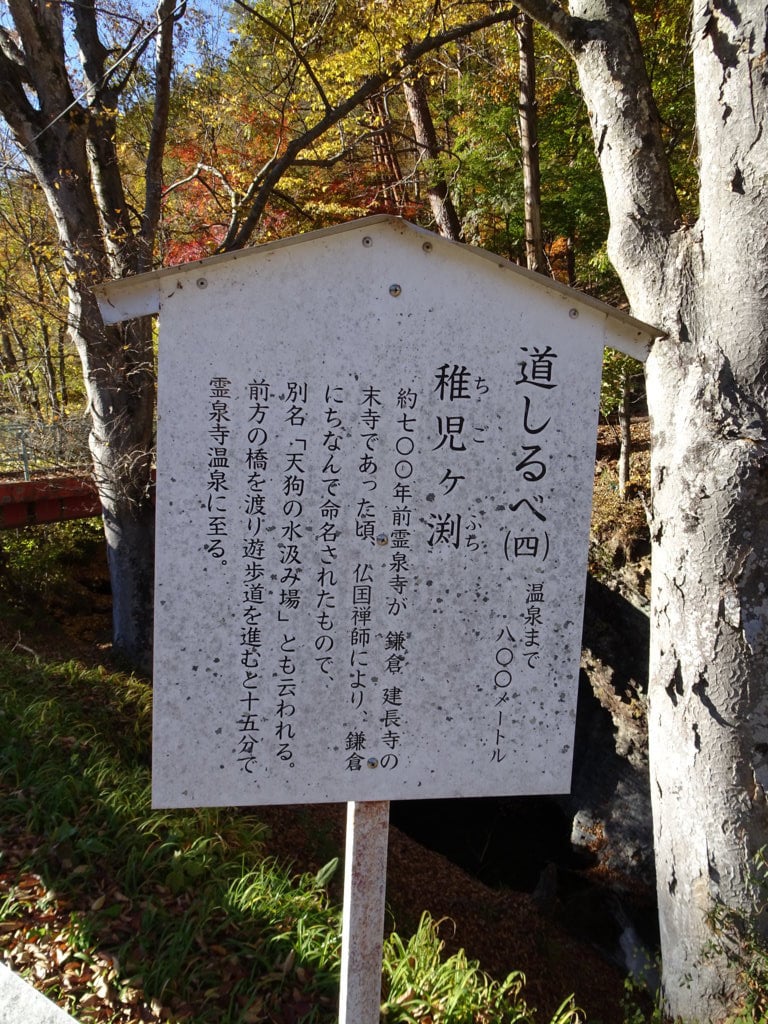 道しるべ(四)
温泉まで
八〇〇メートル
稚児ヶ渕
ちご
ふち
約七〇〇年前霊泉寺が 鎌倉 建長寺の
末寺であった頃、仏国禅師により、鎌倉
にちなんで命名されたもので、
別名「天狗の水汲み場」とも云われる。
前方の橋を渡り遊歩道を進むと十五分で
霊泉寺温泉に至る。